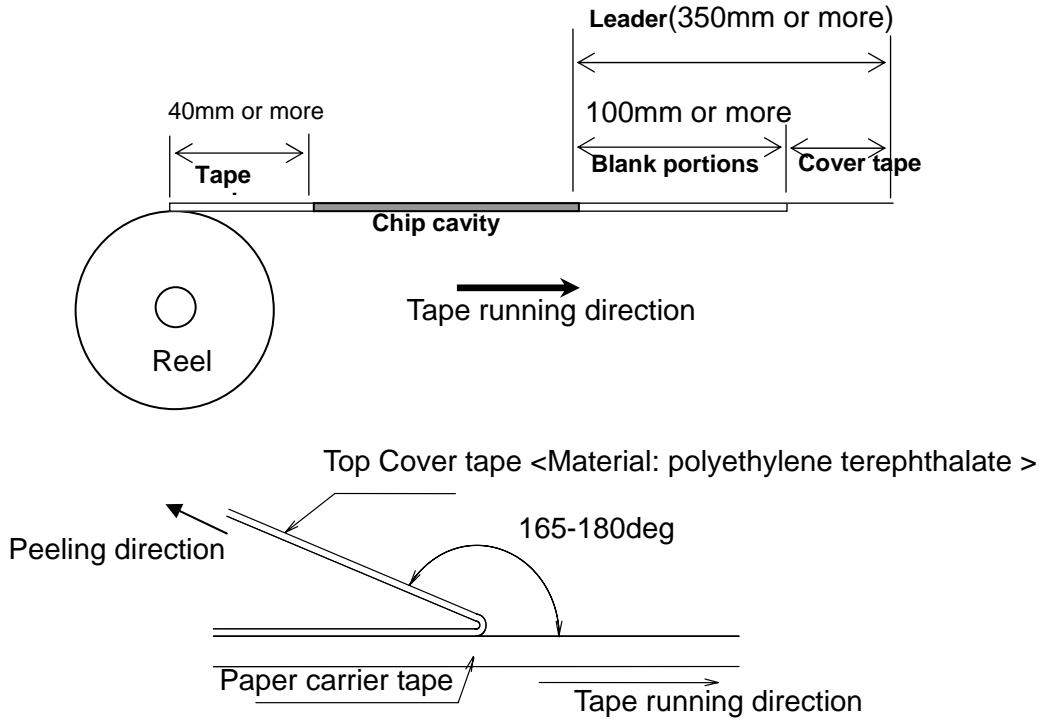 Leader(350mm or more)
40mm or more
100mm or more
Tape
Blank portions
Cover tape
Chip cavity
Tape running direction
Reel
Top Cover tape <Material: polyethylene terephthalate >
165-180deg
Peeling direction
Paper carrier tape
Tape running direction